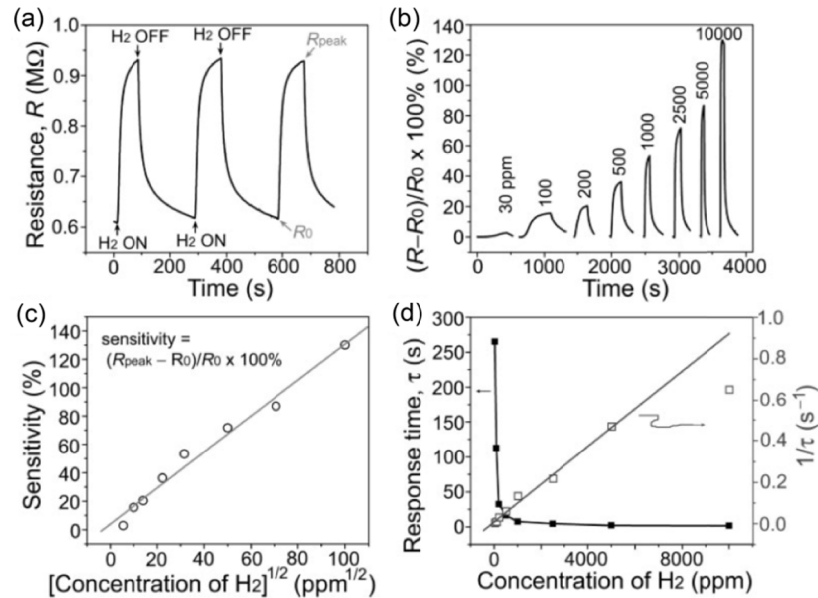 (a)
H2 OFF
H2 OFF
Rpeak
R0
H2 ON
H2 ON
1.0
0.9
0.8
0.7
0.6
Resistance, R (MΩ)
0
200
400
600
800
Time (s)
(b)
140
120
100
80
60
40
20
0
(R–R0)/R0 x 100% (%)
30 ppm
100
200
500
1000
2500
5000
10000
0
1000
2000
3000
4000
Time (s)
(c)
sensitivity =
(Rpeak – R0)/R0 x 100%
140
120
100
80
60
40
20
0
Sensitivity (%)
0
20
40
60
80
100
[Concentration of H2]1/2 (ppm1/2)
(d)
300
250
200
150
100
50
0
Response time, τ (s)
1.0
0.8
0.6
0.4
0.2
0.0
1/τ (s–1)
0
4000
8000
Concentration of H2 (ppm)